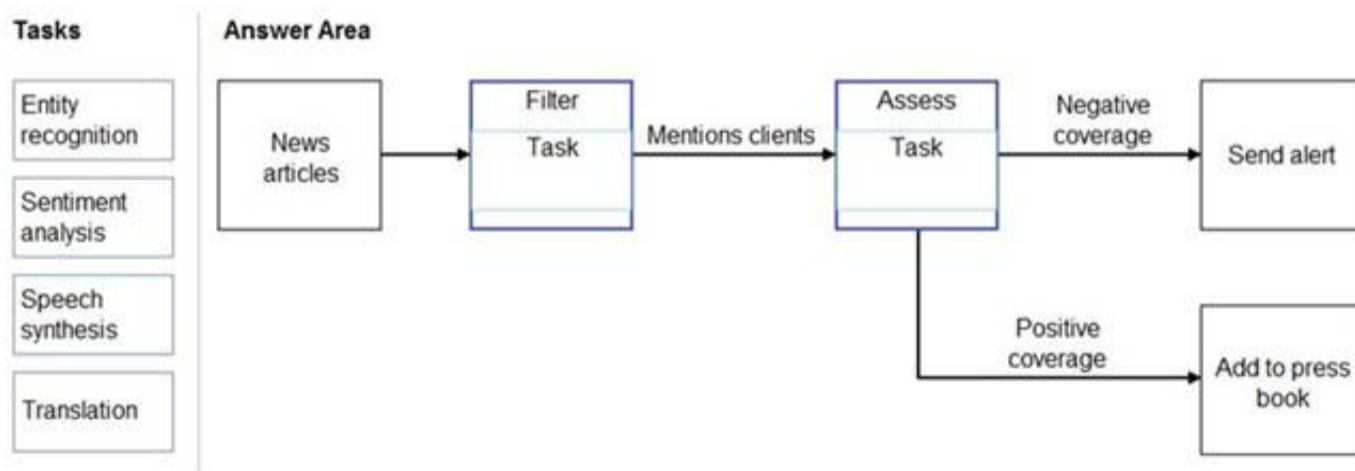 Tasks
Entity
recognition
Sentiment
analysis
Speech
synthesis
Translation
Answer Area
News
articles
Filter
Task
Mentions clients
Assess
Task
Negative
coverage
Send alert
Positive
coverage
Add to press
book